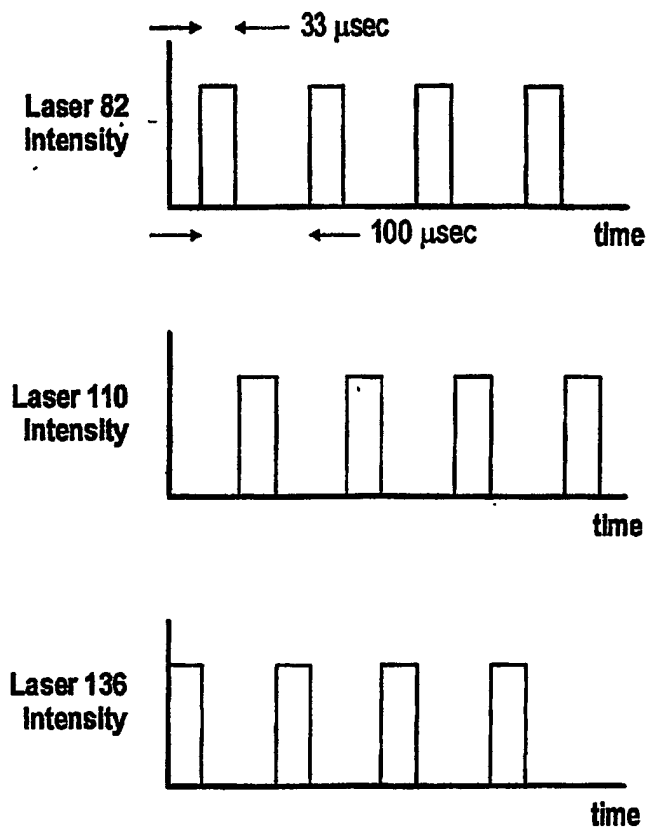 33 µsec
Laser 82
Intensity
100 µsec
time
Laser 110
Intensity
time
Laser 136
Intensity
time